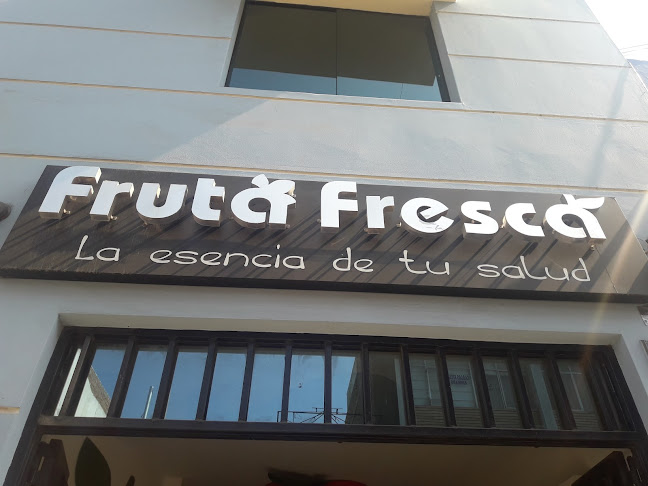 Fruta Fresca
La esencia de tu salud